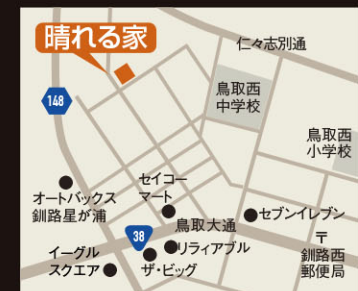 晴れる家
仁々志別通
148
鳥取西
中学校
鳥取西
小学校
オートバックス
釧路星が浦
セイコー
マート
鳥取大通
セブンイレブン
38
リライアブル
イーグル
スクエア
ザ・ビッグ
〒
釧路西
郵便局